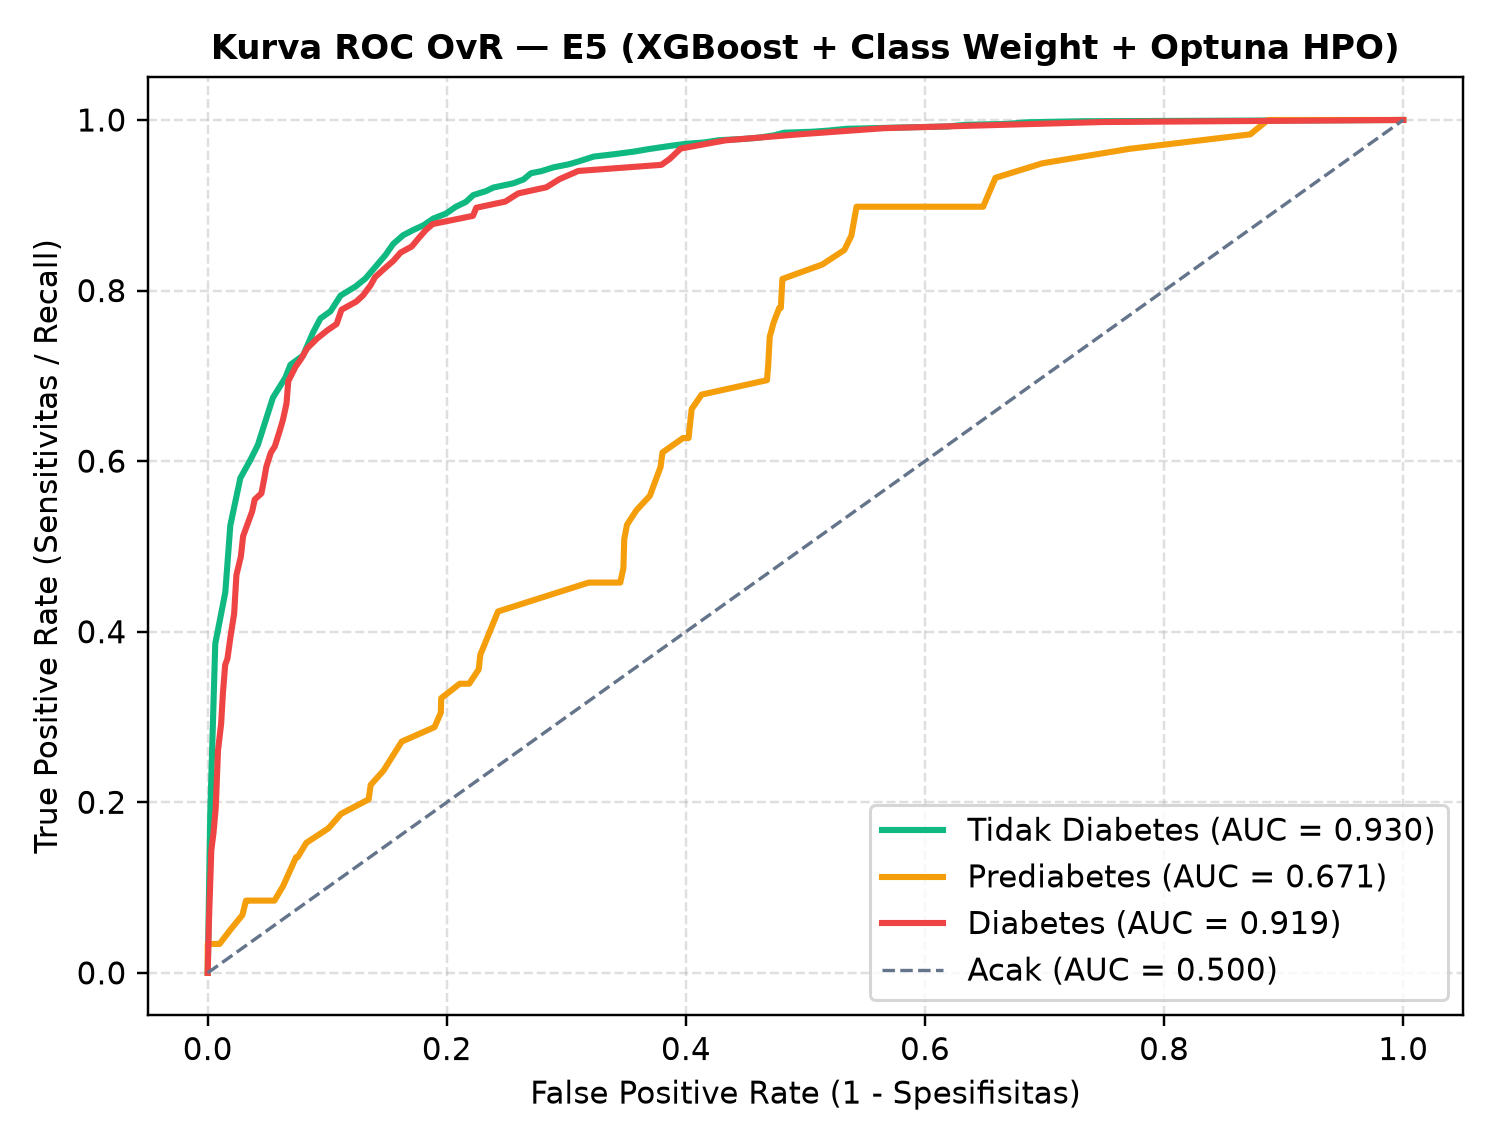 Kurva ROC OvR — E5 (XGBoost + Class Weight + Optuna HPO)
True Positive Rate (Sensitivitas / Recall)
1.0
0.8
0.6
0.4
0.2
0.0
Tidak Diabetes (AUC = 0.930)
Prediabetes (AUC = 0.671)
Diabetes (AUC = 0.919)
Acak (AUC = 0.500)
0.0 0.2 0.4 0.6 0.8 1.0
False Positive Rate (1 - Spesifisitas)